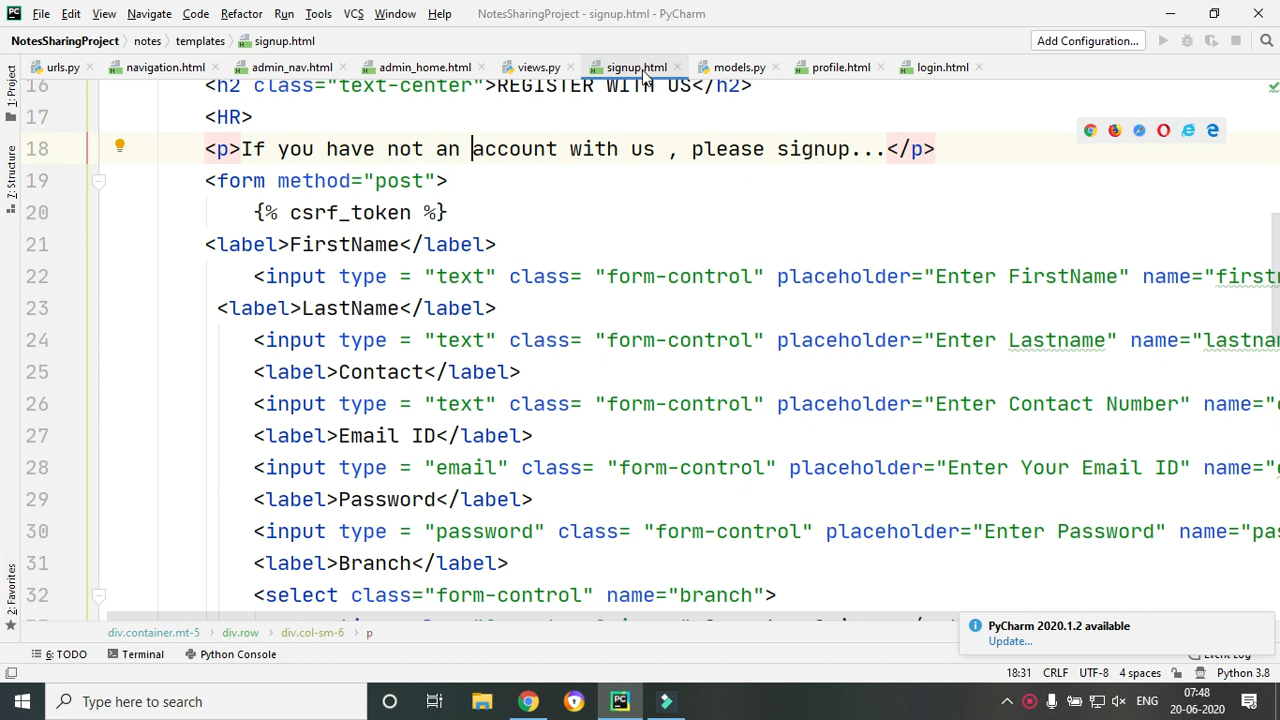 PC File Edit View Navigate Code Refactor Run Tools VCS Window Help NotesSharingProject - signup.html - PyCharm
NotesSharingProject notes templates signup.html Add Configuration...
urls.py navigation.html admin_nav.html admin_home.html views.py signup.html models.py profile.html login.html
1: Project
7: Structure
2: Favorites
16 <h2 class="text-center">REGISTER WITH US</h2>
17 <HR>
18 <p>If you have not an account with us , please signup...</p>
19 <form method="post">
20 {% csrf_token %}
21 <label>FirstName</label>
22 <input type = "text" class= "form-control" placeholder="Enter FirstName" name="firstn
23 <label>LastName</label>
24 <input type = "text" class= "form-control" placeholder="Enter Lastname" name="lastnam
25 <label>Contact</label>
26 <input type = "text" class= "form-control" placeholder="Enter Contact Number" name="c
27 <label>Email ID</label>
28 <input type = "email" class= "form-control" placeholder="Enter Your Email ID" name="e
29 <label>Password</label>
30 <input type = "password" class= "form-control" placeholder="Enter Password" name="pas
31 <label>Branch</label>
32 <select class="form-control" name="branch">
PyCharm 2020.1.2 available
Update...
div.container.mt-5 div.row div.col-sm-6 p
6: TODO Terminal Python Console Event Log
18:31 CRLF UTF-8 4 spaces Python 3.8
Type here to search
PC
ENG
07:48
20-06-2020